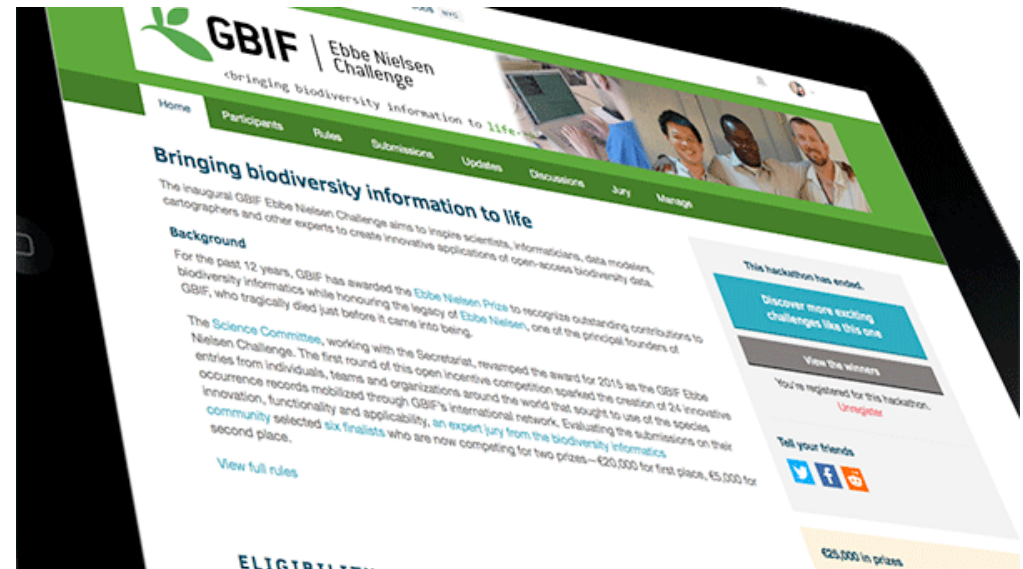 GBIF
Ebbe Nielsen
Challenge
<bringing biodiversity information to life
Home
Participants
Rules
Submissions
Updates
Discussions
Jury
Manage
Bringing biodiversity information to life
The inaugural GBIF Ebbe Nielsen Challenge aims to inspire scientists, informaticians, data modelers,
cartographers and other experts to create innovative applications of open-access biodiversity data.
Background
For the past 12 years, GBIF has awarded the Ebbe Nielsen Prize to recognize outstanding contributions to
biodiversity informatics while honouring the legacy of Ebbe Nielsen, one of the principal founders of
GBIF, who tragically died just before it came into being.
The Science Committee, working with the Secretariat, revamped the award for 2015 as the GBIF Ebbe
Nielsen Challenge. The first round of this open incentive competition sparked the creation of 24 innovative
entries from individuals, teams and organizations around the world that sought to use of the species
occurrence records mobilized through GBIF's international network. Evaluating the submissions on their
innovation, functionality and applicability, an expert jury from the biodiversity informatics
community selected six finalists who are now competing for two prizes—€20,000 for first place, €5,000 for
second place.
View full rules
This hackathon has ended.
Discover more exciting
challenges like this one
View the winners
You're registered for this hackathon.
Unregister
Tell your friends
€25,000 in prizes